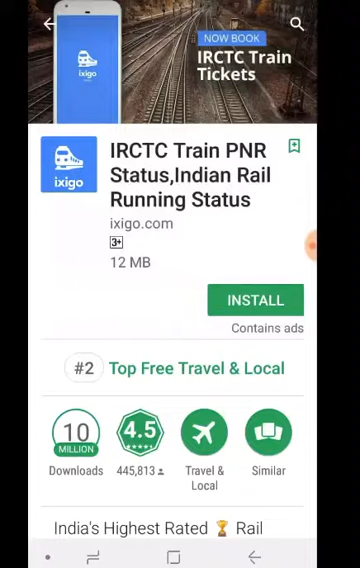 NOW BOOK
IRCTC Train
Tickets
ixigo
ixigo
IRCTC Train PNR
Status,Indian Rail
Running Status
ixigo.com
3+
12 MB
INSTALL
Contains ads
#2 Top Free Travel & Local
10
MILLION
Downloads
4.5
445,813
Travel &
Local
Similar
India's Highest Rated 🏆 Rail